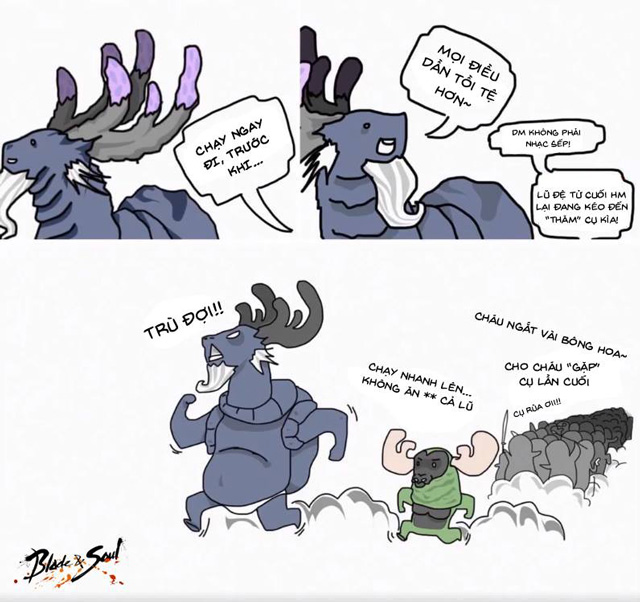 CHẠY NGAY
ĐI, TRƯỚC
KHI...
MỌI ĐIỀU
DẦN TỒI TỆ
HƠN~
DM KHÔNG PHẢI
NHẠC SẾP!
LŨ ĐỆ TỬ CUỐI HM
LẠI ĐANG KÉO ĐẾN
"THĂM" CỤ KÌA!
TRÙ ĐỢI!!
CHẠY NHANH LÊN...
KHÔNG ĂN ** CẢ LŨ
CHÁU NGẮT VÀI BÔNG HOA~
CHO CHÁU "GẶP"
CỤ LẦN CUỐI
CỤ RÙA ƠI!!!
Blade & Soul